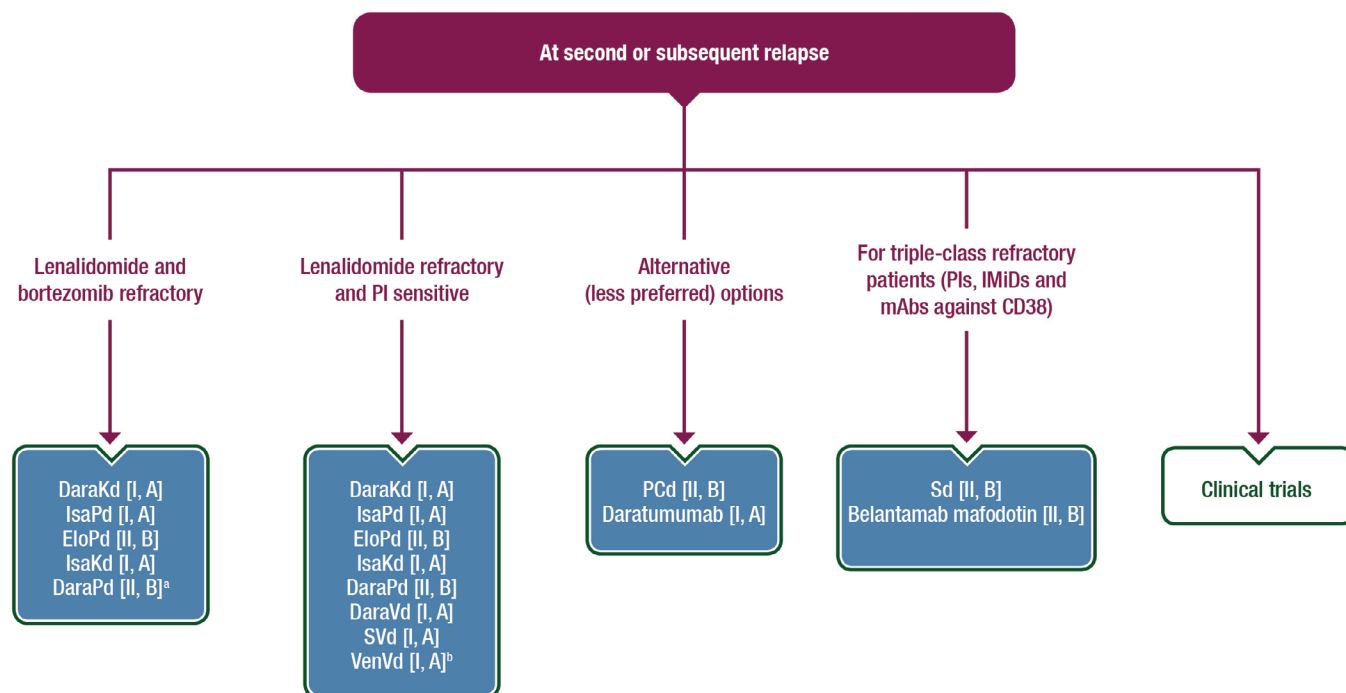 At second or subsequent relapse
Lenalidomide and
bortezomib refractory
Lenalidomide refractory
and PI sensitive
Alternative
(less preferred) options
For triple-class refractory
patients (PIs, IMiDs and
mAbs against CD38)
DaraKd [I, A]
IsaPd [I, A]
EloPd [II, B]
IsaKd [I, A]
DaraPd [II, B]ᵃ
DaraKd [I, A]
IsaPd [I, A]
EloPd [II, B]
IsaKd [I, A]
DaraPd [II, B]
DaraVd [I, A]
SVd [I, A]
VenVd [I, A]ᵇ
PCd [II, B]
Daratumumab [I, A]
Sd [II, B]
Belantamab mafodotin [II, B]
Clinical trials